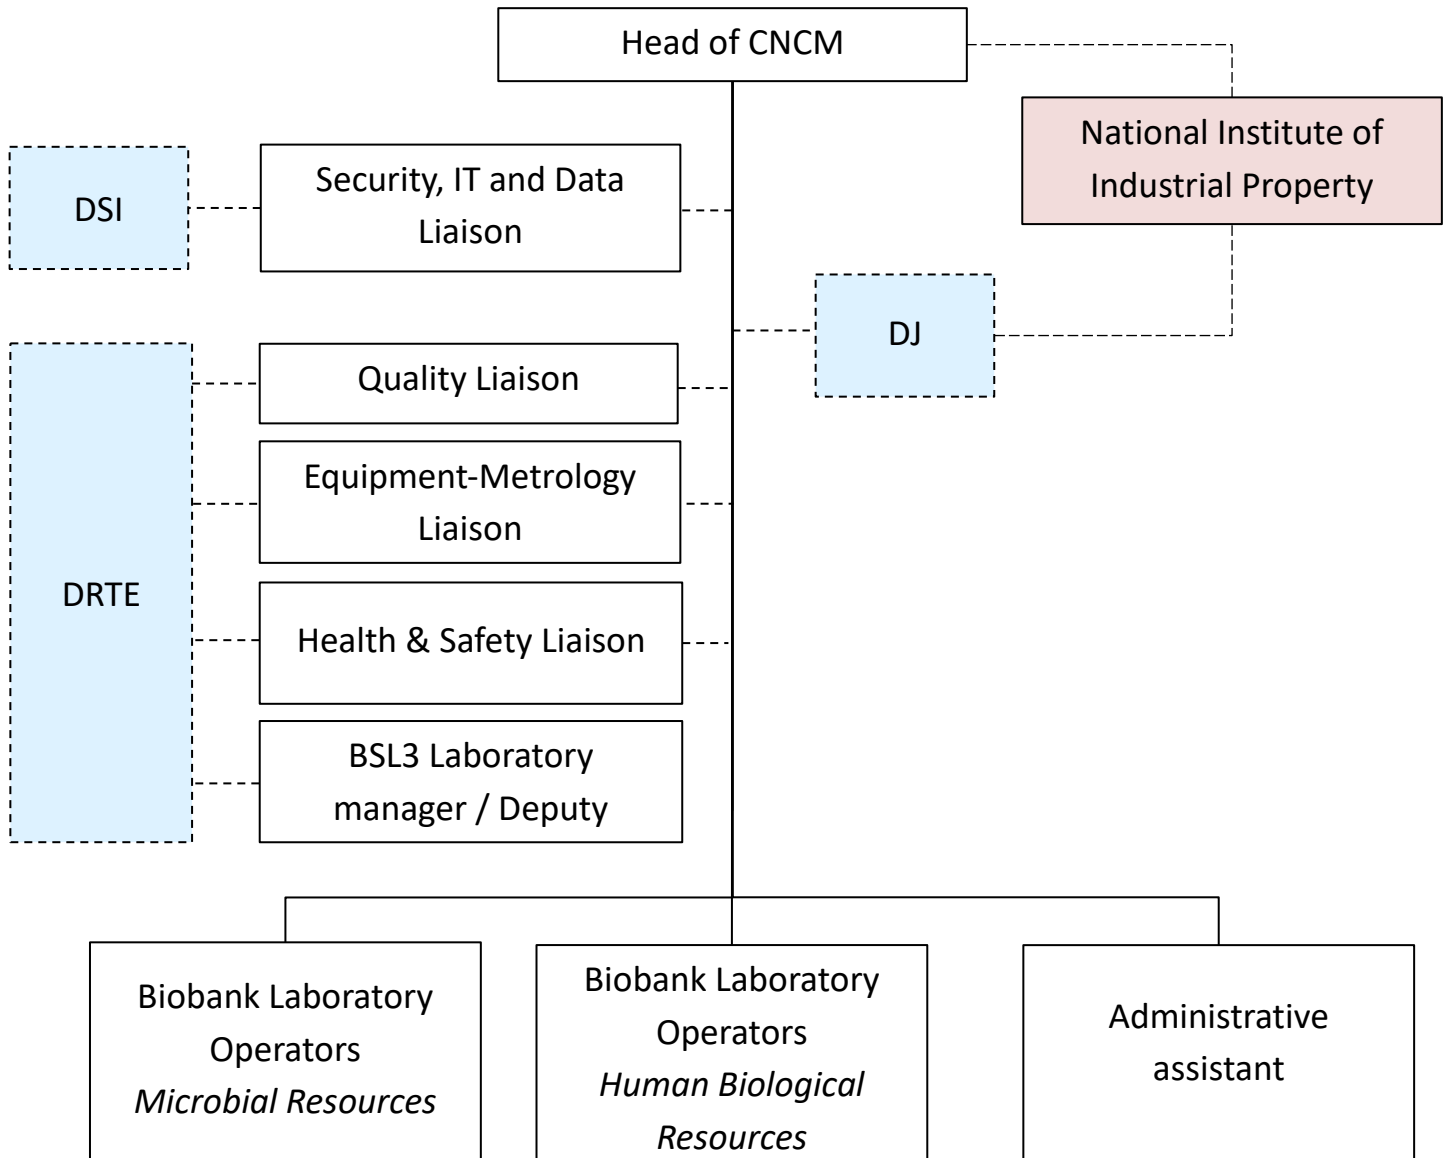 Head of CNCM
National Institute of
Industrial Property
DSI
Security, IT and Data
Liaison
DJ
DRTE
Quality Liaison
Equipment-Metrology
Liaison
Health & Safety Liaison
BSL3 Laboratory
manager / Deputy
Biobank Laboratory
Operators
Microbial Resources
Biobank Laboratory
Operators
Human Biological
Resources
Administrative
assistant